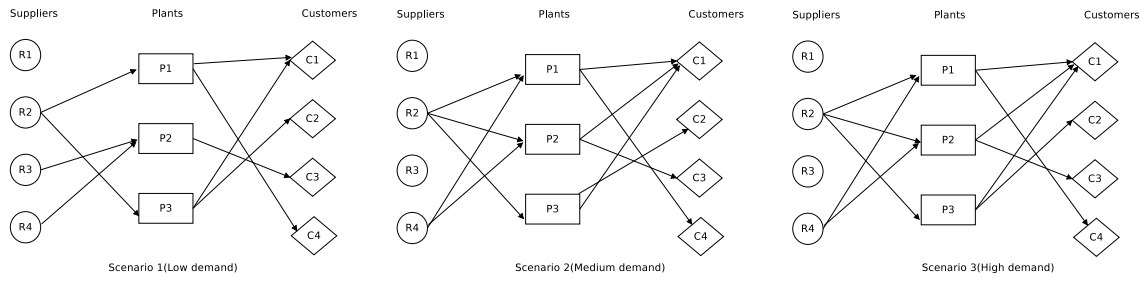 Suppliers Plants Customers
R1
R2
R3
R4
P1
P2
P3
C1
C2
C3
C4
Scenario 1(Low demand)
Suppliers Plants Customers
R1
R2
R3
R4
P1
P2
P3
C1
C2
C3
C4
Scenario 2(Medium demand)
Suppliers Plants Customers
R1
R2
R3
R4
P1
P2
P3
C1
C2
C3
C4
Scenario 3(High demand)